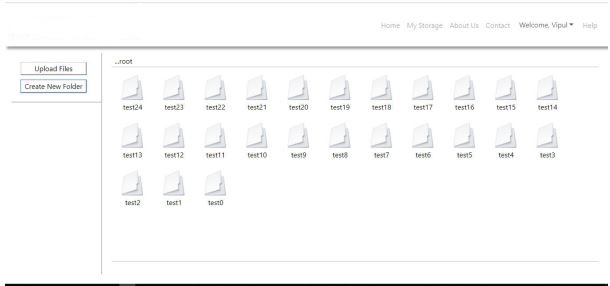 Home My Storage About Us Contact Welcome, Vipul Help
Upload Files
Create New Folder
...root
test24 test23 test22 test21 test20 test19 test18 test17 test16 test15 test14
test13 test12 test11 test10 test9 test8 test7 test6 test5 test4 test3
test2 test1 test0